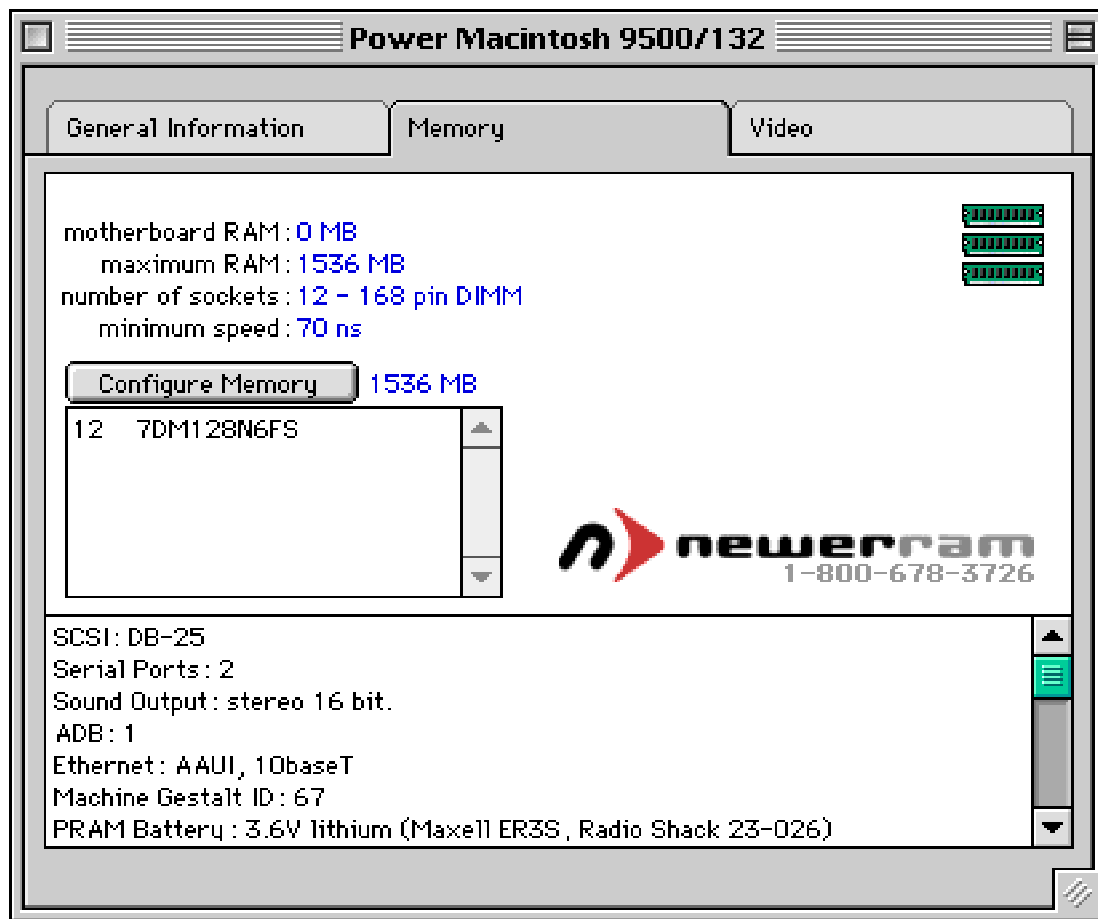 Power Macintosh 9500/132
General Information
Memory
Video
motherboard RAM: 0 MB
maximum RAM: 1536 MB
number of sockets: 12 - 168 pin DIMM
minimum speed: 70 ns
Configure Memory 1536 MB
12 7DM128N6FS
n newerram
1-800-678-3726
SCSI: DB-25
Serial Ports: 2
Sound Output: stereo 16 bit.
ADB: 1
Ethernet: AAUI, 10baseT
Machine Gestalt ID: 67
PRAM Battery: 3.6V lithium (Maxell ER3S, Radio Shack 23-026)